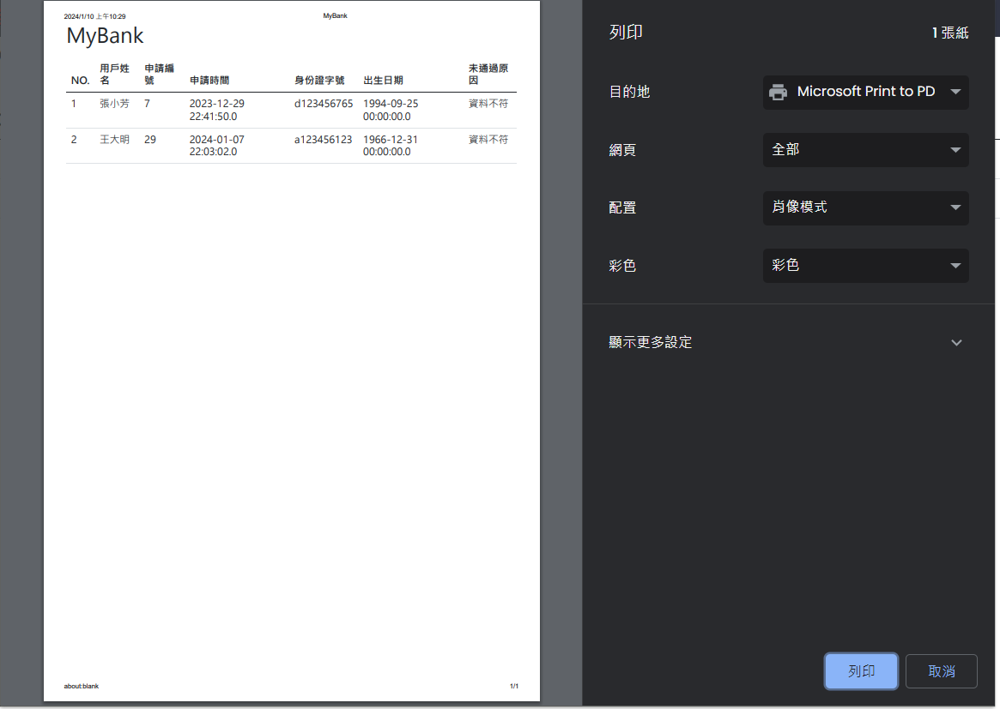 2024/1/10 上午10:29
MyBank
MyBank
NO. 用戶姓名 申請編號 申請時間 身份證字號 出生日期 未通過原因
1 張小芳 7 2023-12-29 22:41:50.0 d123456765 1994-09-25 00:00:00.0 資料不符
2 王大明 29 2024-01-07 22:03:02.0 a123456123 1966-12-31 00:00:00.0 資料不符
about:blank
1/1
列印
1 張紙
目的地
Microsoft Print to PD
網頁
全部
配置
肖像模式
彩色
彩色
顯示更多設定
列印
取消